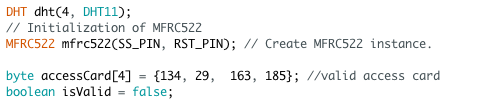 DHT dht(4, DHT11);
// Initialization of MFRC522
MFRC522 mfrc522(SS_PIN, RST_PIN); // Create MFRC522 instance.
byte accessCard[4] = {134, 29,  163, 185}; //valid access card
boolean isValid = false;